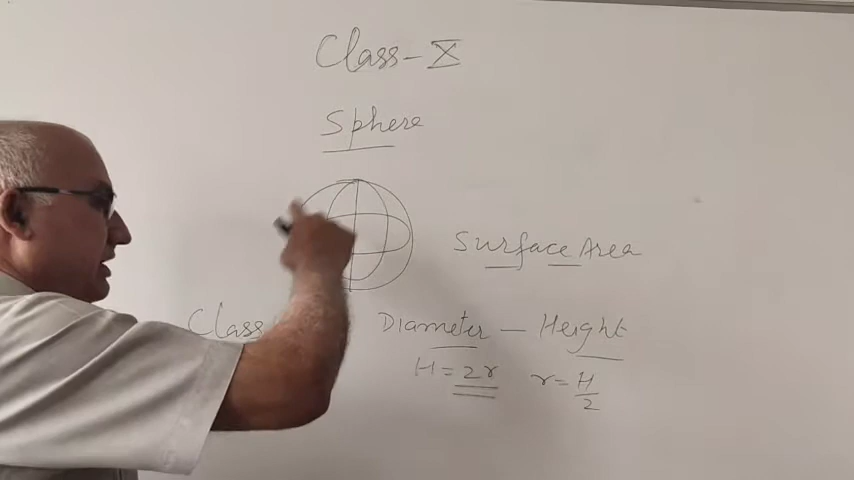 Class - X
Sphere
Surface Area
Class
Diameter — Height
H = 2r r = H/2